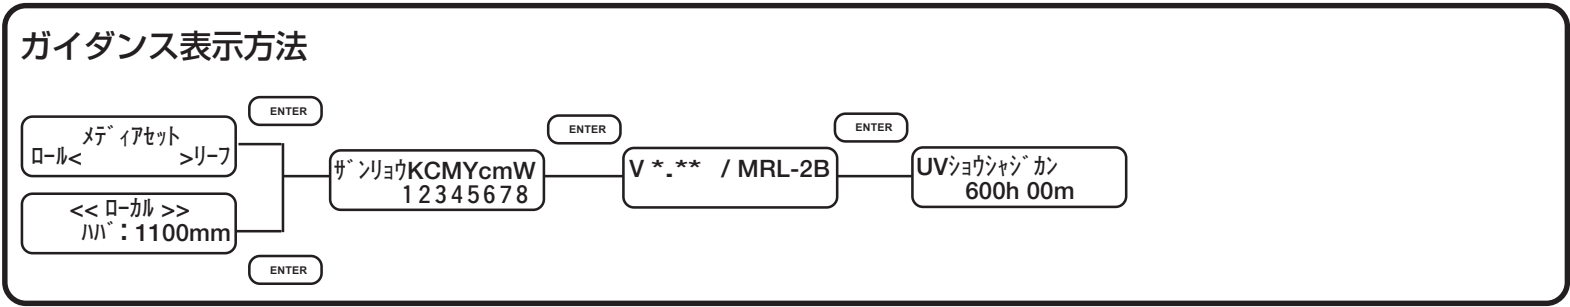 ガイダンス表示方法
ENTER
ﾒﾃﾞｨｱｾｯﾄ
ﾛｰﾙ< >ﾘｰﾌ
<< ﾛｰｶﾙ >>
ﾊﾊﾞ：1100mm
ENTER
ｻﾞﾝﾘｮｳKCMYcmW
12345678
ENTER
V *.** / MRL-2B
ENTER
UVｼｮｳｼｬｼﾞｶﾝ
600h 00m